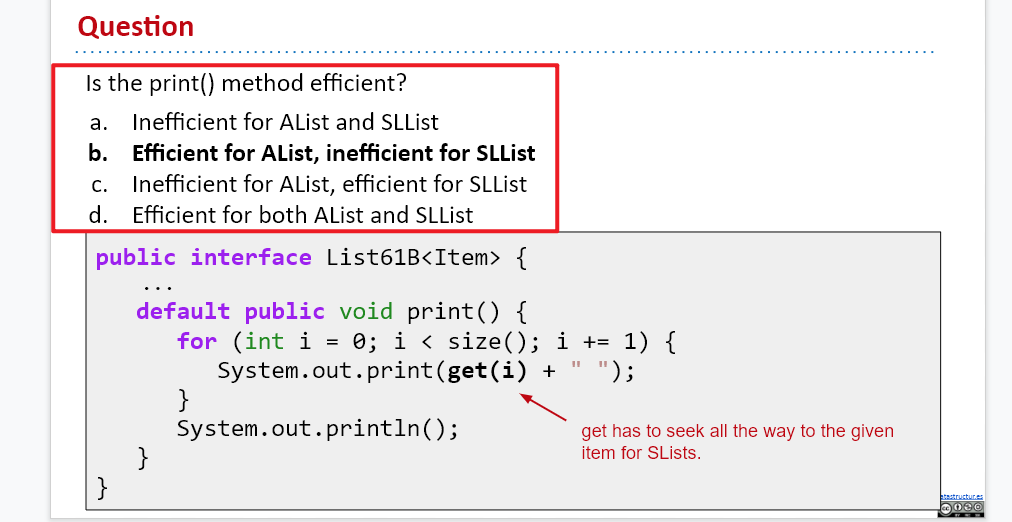 Question
Is the print() method efficient?
a. Inefficient for AList and SLList
b. Efficient for AList, inefficient for SLList
c. Inefficient for AList, efficient for SLList
d. Efficient for both AList and SLList
public interface List61B<Item> {
...
default public void print() {
for (int i = 0; i < size(); i += 1) {
System.out.print(get(i) + " ");
}
System.out.println();
get has to seek all the way to the given
item for SLists.
}
}
atastructur.es